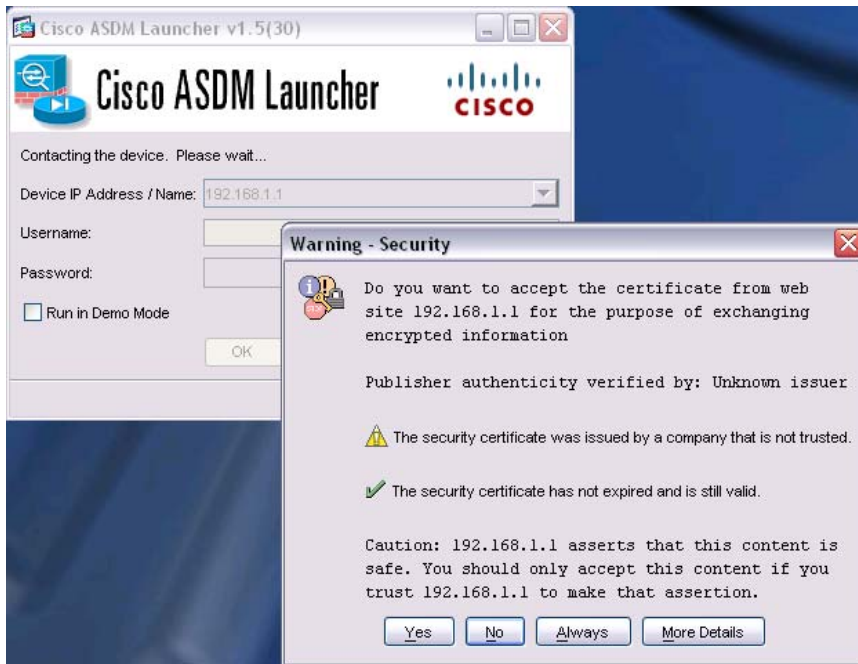 Cisco ASDM Launcher v1.5(30)
Cisco ASDM Launcher
CISCO
Contacting the device. Please wait...
Device IP Address / Name: 192.168.1.1
Username:
Password:
Run in Demo Mode
OK
Warning - Security
Do you want to accept the certificate from web
site 192.168.1.1 for the purpose of exchanging
encrypted information
Publisher authenticity verified by: Unknown issuer
The security certificate was issued by a company that is not trusted.
The security certificate has not expired and is still valid.
Caution: 192.168.1.1 asserts that this content is
safe. You should only accept this content if you
trust 192.168.1.1 to make that assertion.
Yes No Always More Details